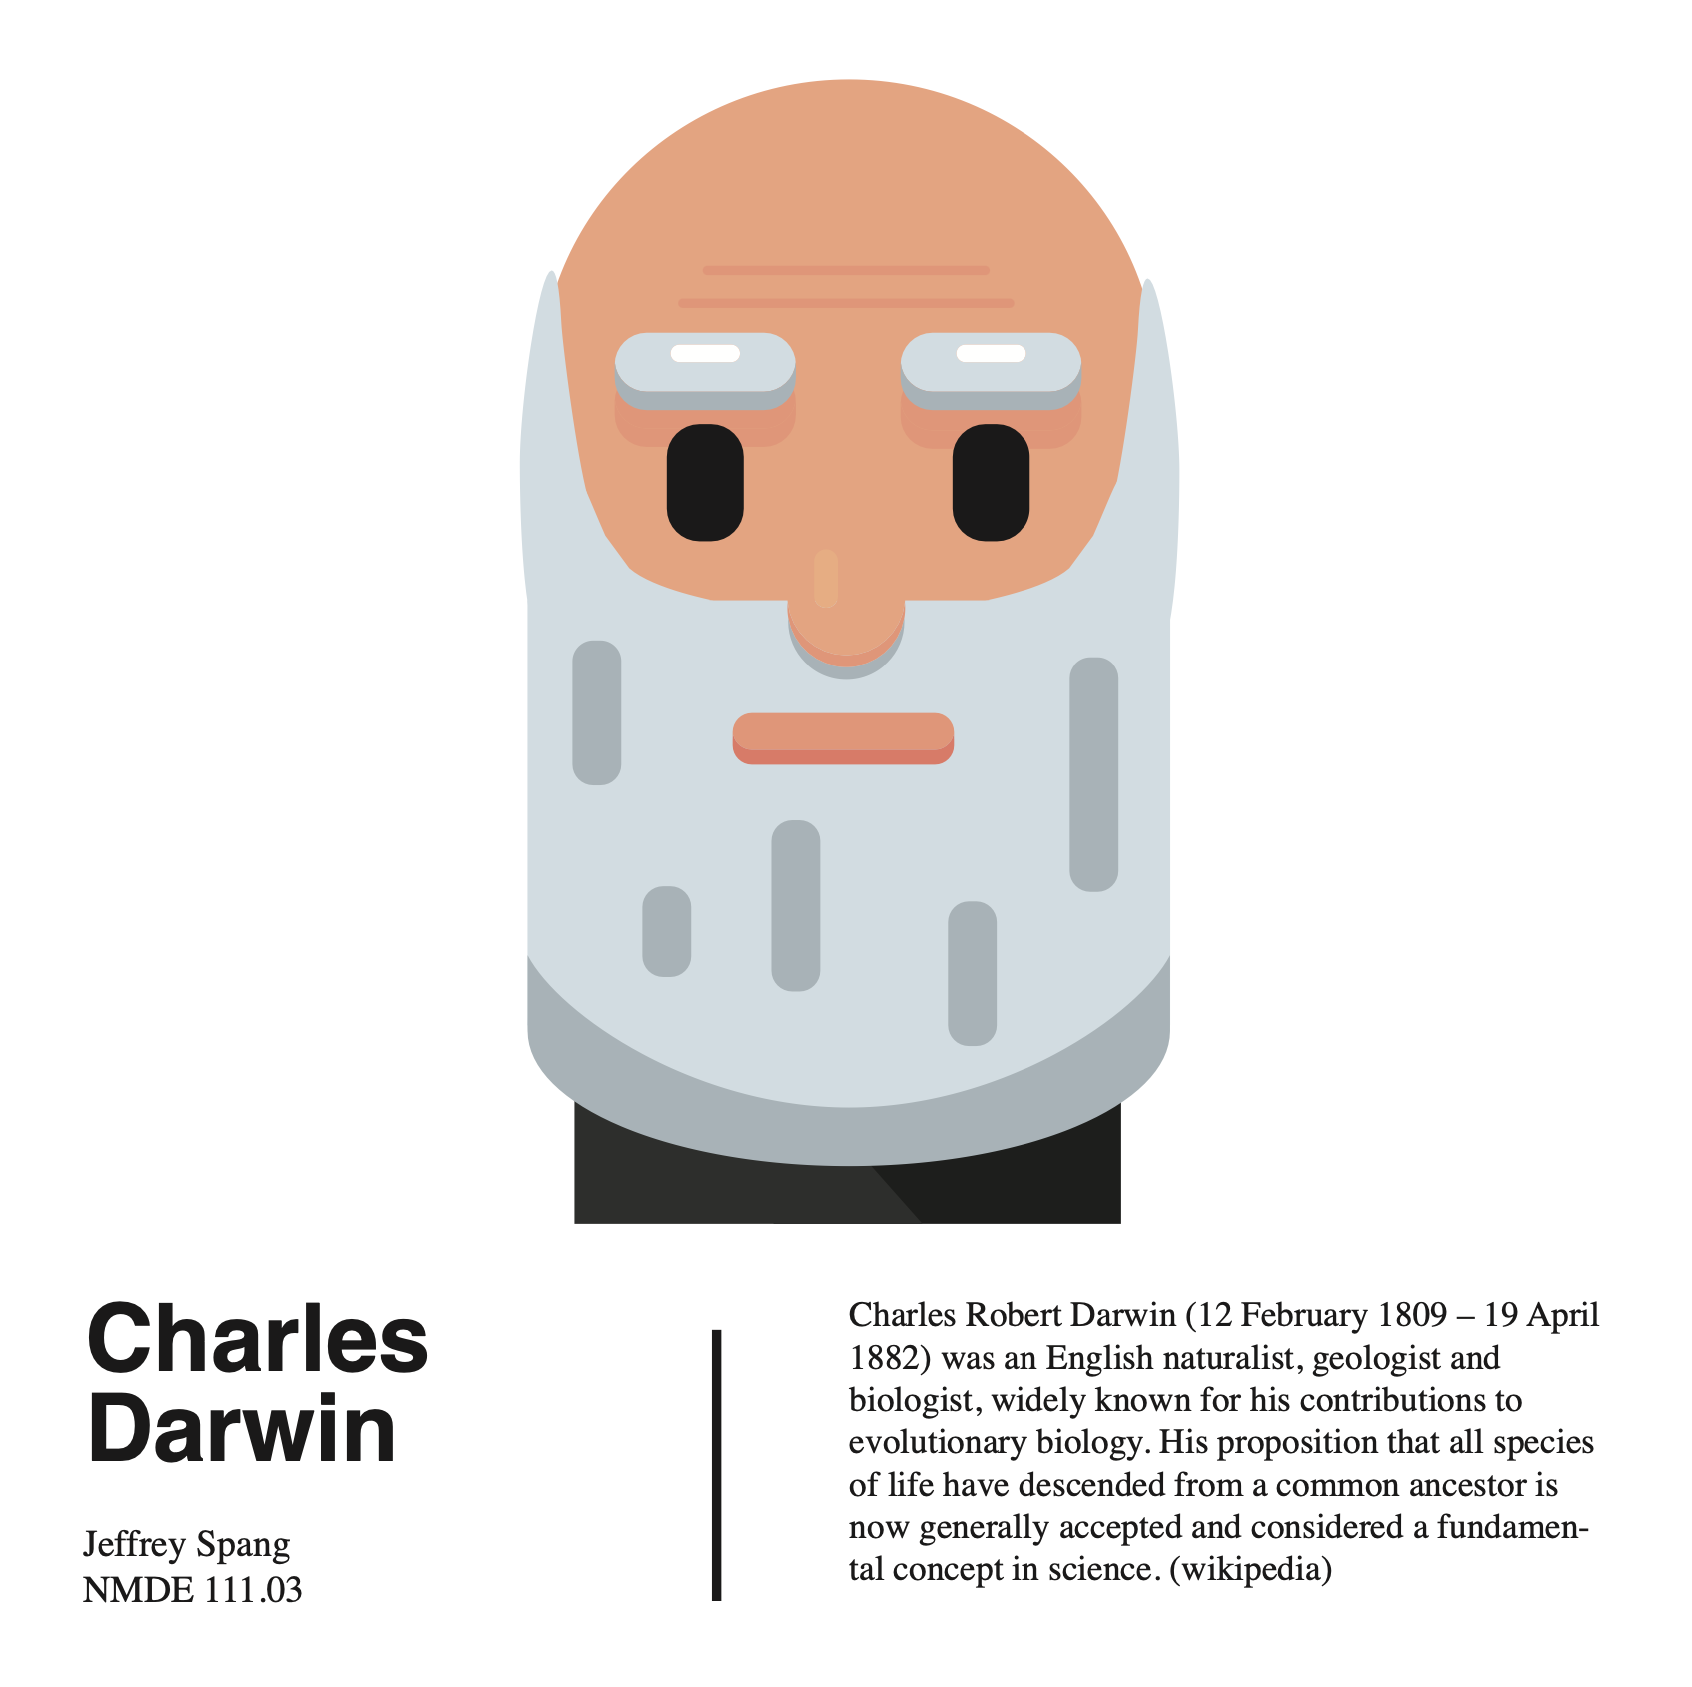 Charles
Darwin
Jeffrey Spang
NMDE 111.03
Charles Robert Darwin (12 February 1809 – 19 April
1882) was an English naturalist, geologist and
biologist, widely known for his contributions to
evolutionary biology. His proposition that all species
of life have descended from a common ancestor is
now generally accepted and considered a fundamen-
tal concept in science. (wikipedia)